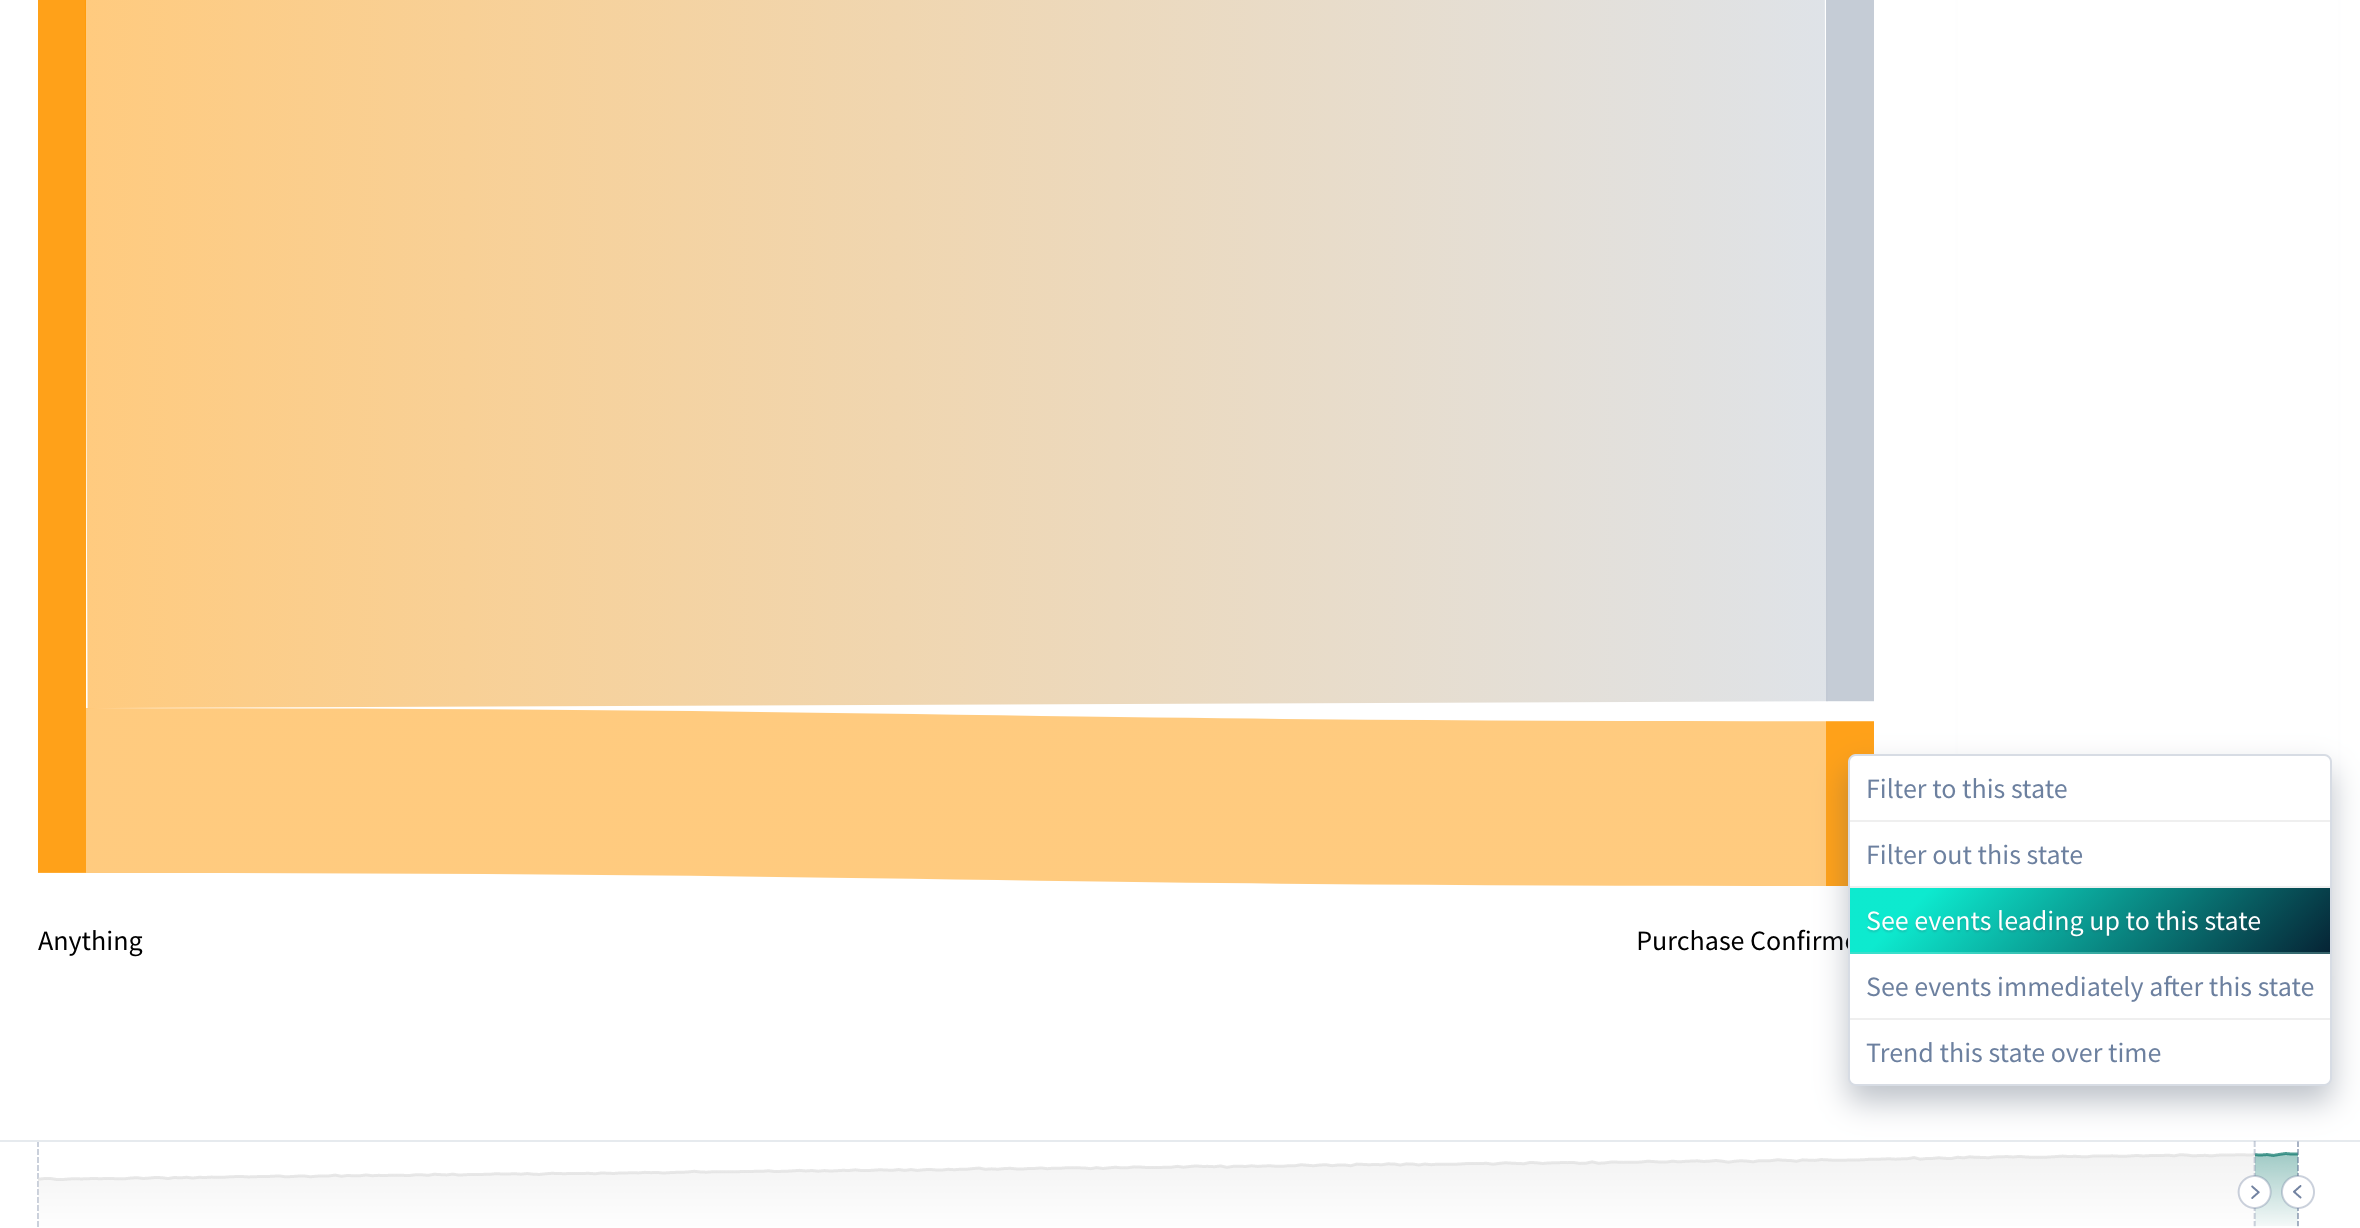 Filter to this state
Filter out this state
See events leading up to this state
Anything
Purchase
See events immediately after this state
Trend this state over time